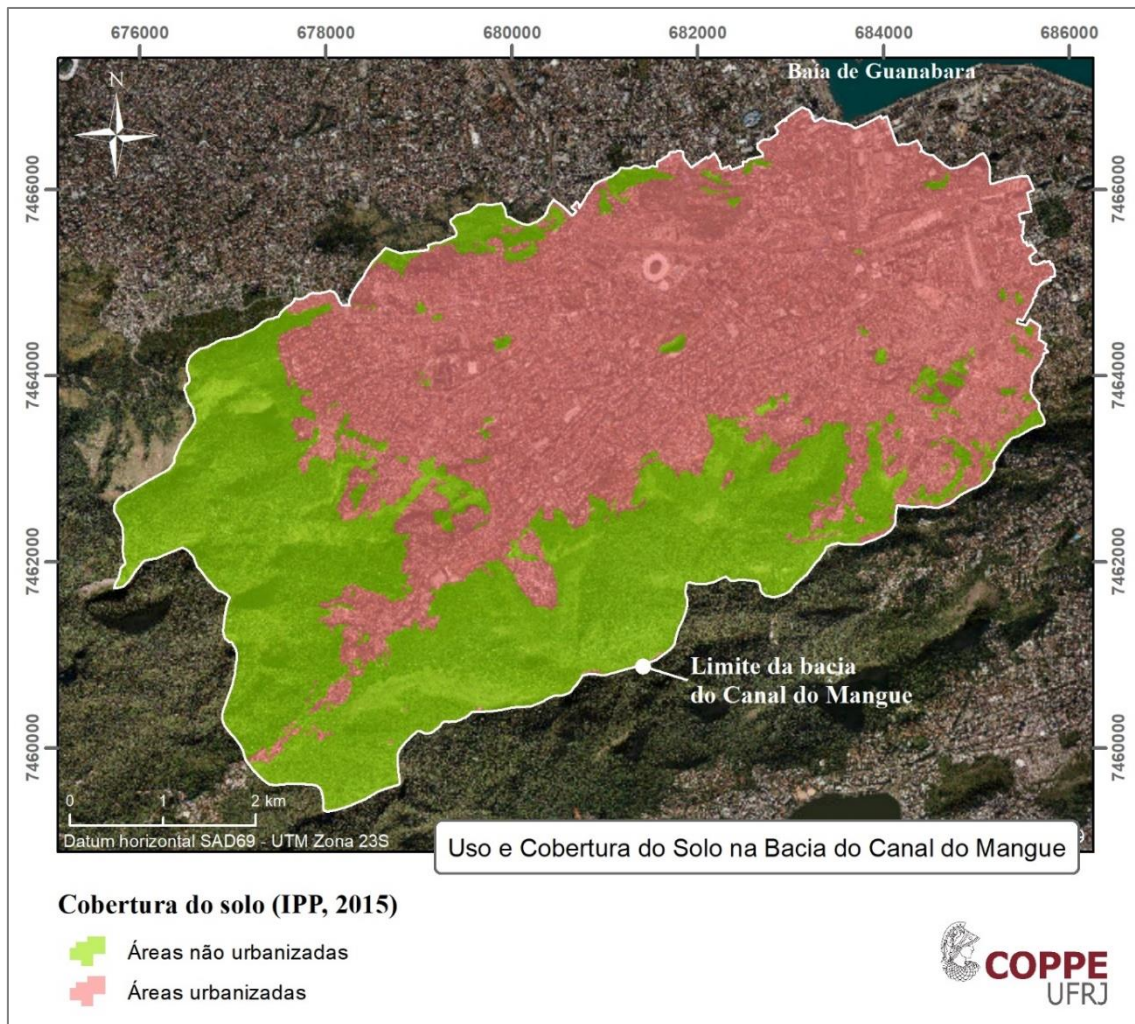 676000 678000 680000 682000 684000 686000
N
Baia de Guanabara
7466000 7466000
7464000 7464000
7462000 7462000
Limite da bacia
do Canal do Mangue
7460000 7460000
0 1 2 km
Datum horizontal SAD69 - UTM Zona 23S
Uso e Cobertura do Solo na Bacia do Canal do Mangue
Cobertura do solo (IPP, 2015)
Áreas não urbanizadas
Áreas urbanizadas
COPPE
UFRJ